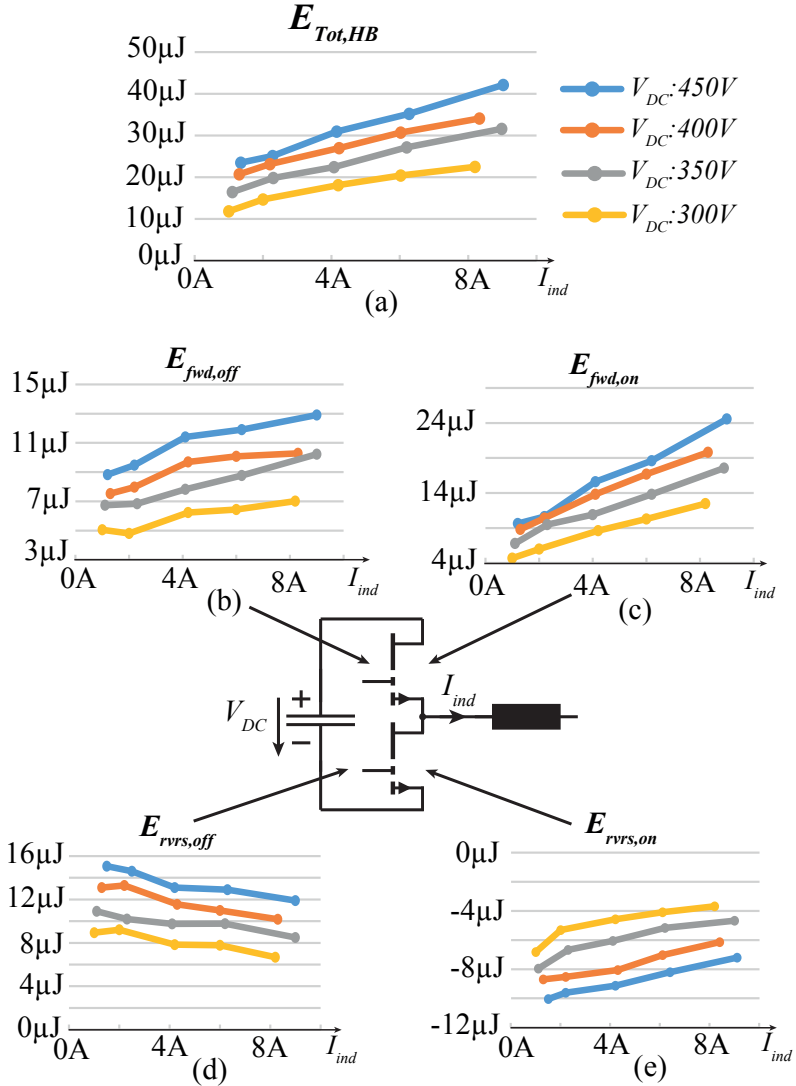 E_Tot,HB
50µJ
40µJ
30µJ
20µJ
10µJ
0µJ
0A 4A 8A I_ind
V_DC:450V
V_DC:400V
V_DC:350V
V_DC:300V
(a)
E_fwd,off
15µJ
11µJ
7µJ
3µJ
0A 4A 8A I_ind
(b)
E_fwd,on
24µJ
14µJ
4µJ
0A 4A 8A I_ind
(c)
V_DC
+
−
I_ind
E_rvrs,off
16µJ
12µJ
8µJ
4µJ
0µJ
0A 4A 8A I_ind
(d)
E_rvrs,on
0µJ
-4µJ
-8µJ
-12µJ
0A 4A 8A I_ind
(e)